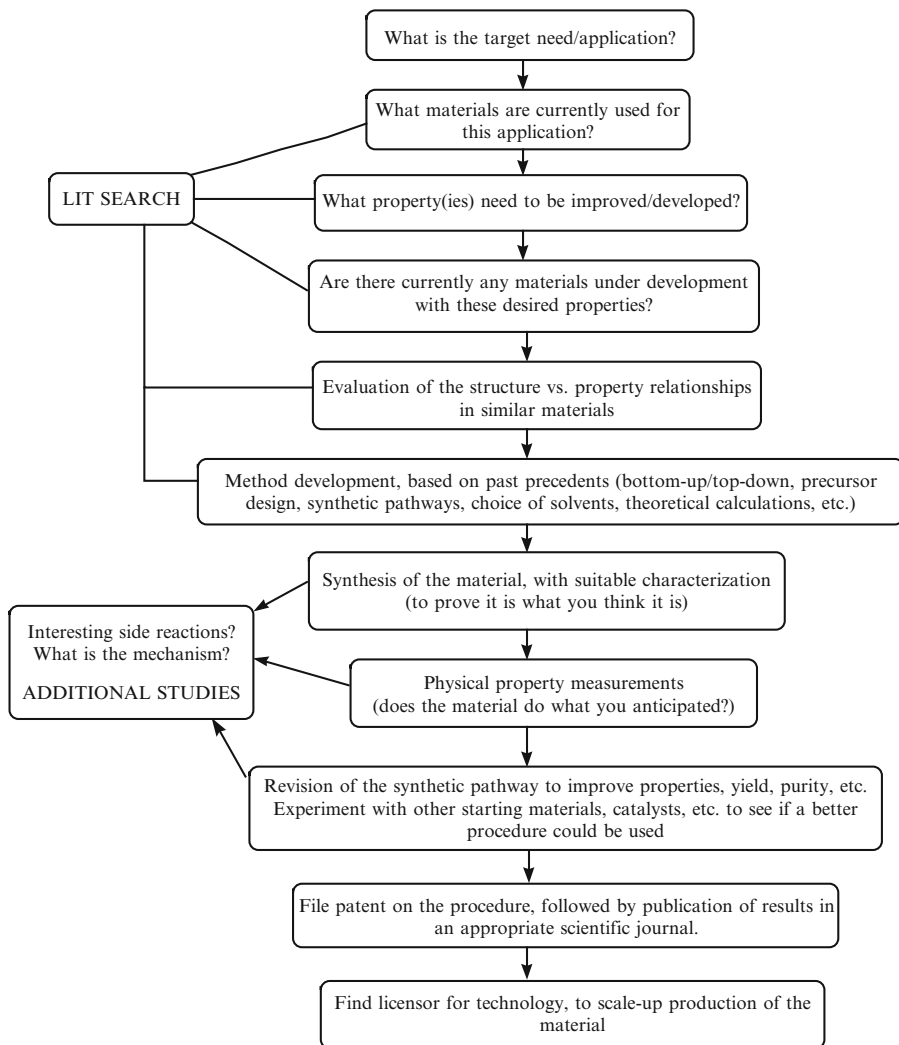 What is the target need/application?
What materials are currently used for
this application?
LIT SEARCH
What property(ies) need to be improved/developed?
Are there currently any materials under development
with these desired properties?
Evaluation of the structure vs. property relationships
in similar materials
Method development, based on past precedents (bottom-up/top-down, precursor
design, synthetic pathways, choice of solvents, theoretical calculations, etc.)
Synthesis of the material, with suitable characterization
(to prove it is what you think it is)
Interesting side reactions?
What is the mechanism?
ADDITIONAL STUDIES
Physical property measurements
(does the material do what you anticipated?)
Revision of the synthetic pathway to improve properties, yield, purity, etc.
Experiment with other starting materials, catalysts, etc. to see if a better
procedure could be used
File patent on the procedure, followed by publication of results in
an appropriate scientific journal.
Find licensor for technology, to scale-up production of the
material